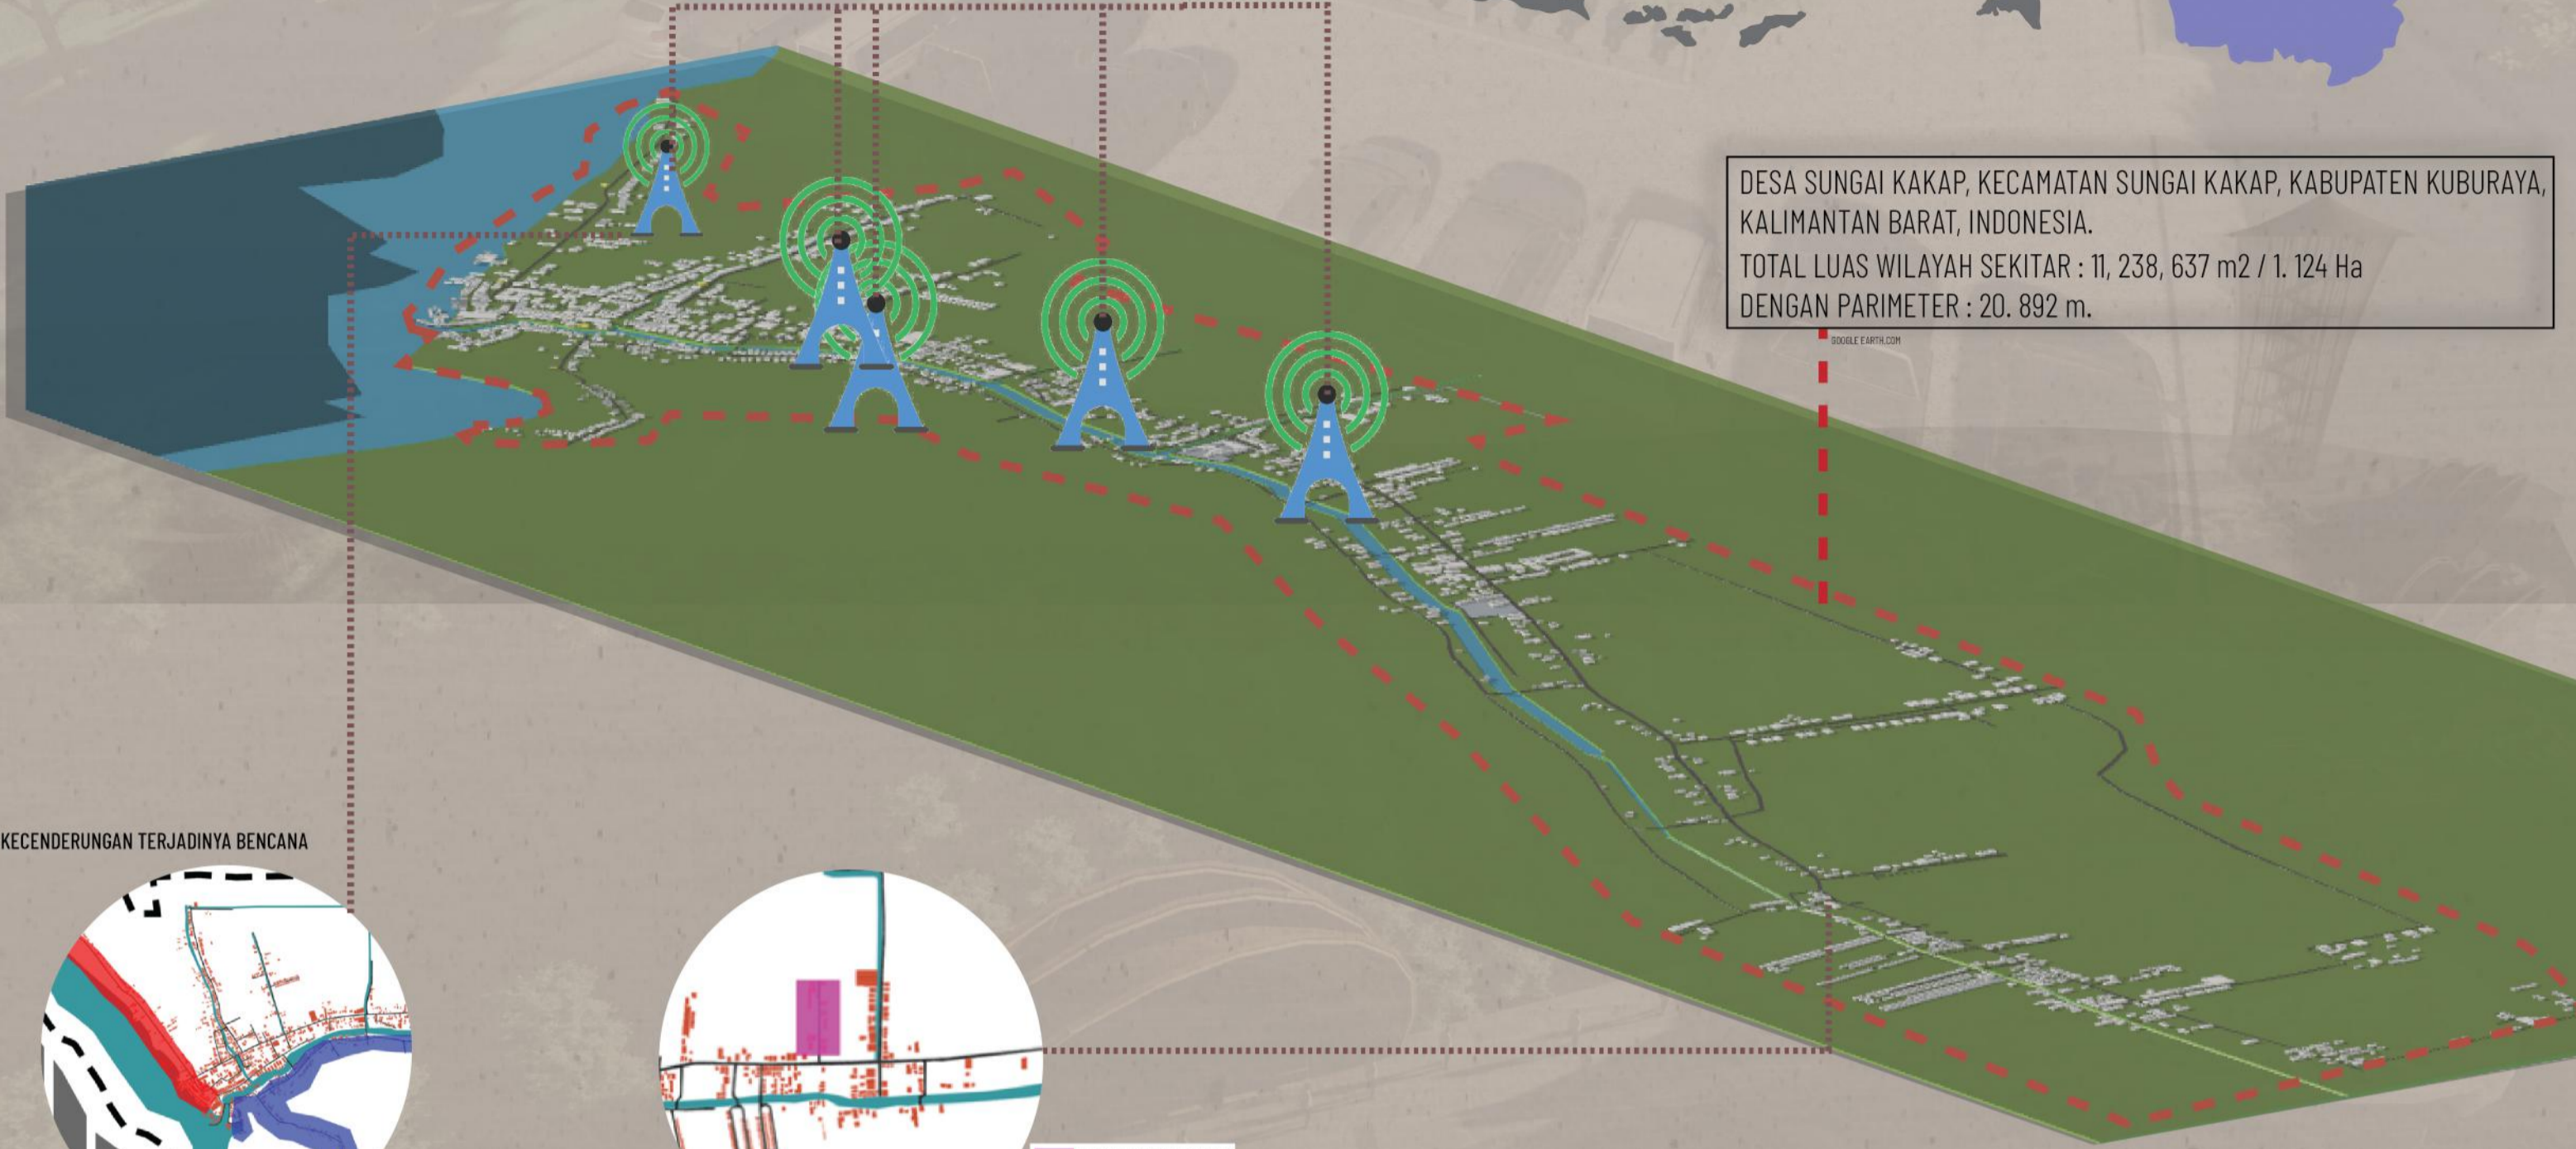 DESA SUNGAI KAKAP, KECAMATAN SUNGAI KAKAP, KABUPATEN KUBURAYA,
KALIMANTAN BARAT, INDONESIA.
TOTAL LUAS WILAYAH SEKITAR : 11, 238, 637 m2 / 1. 124 Ha
DENGAN PARIMETER : 20. 892 m.
GOOGLE EARTH.COM
KECENDERUNGAN TERJADINYA BENCANA